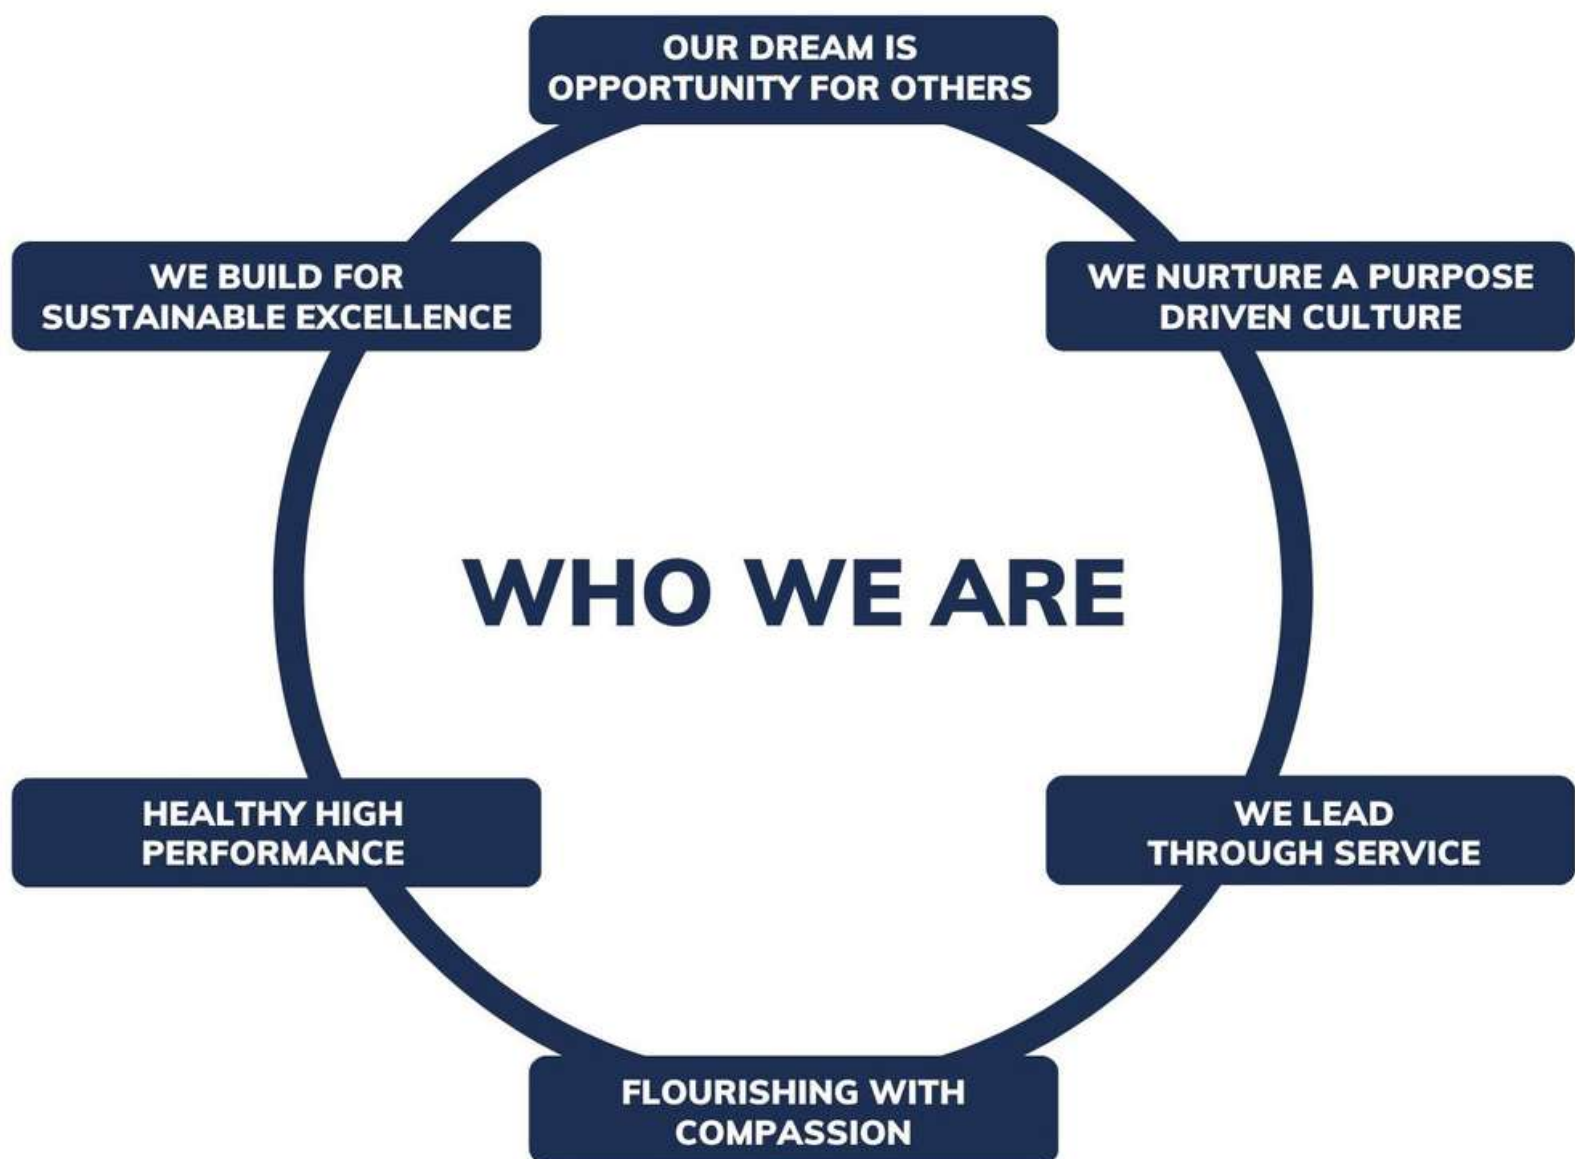 OUR DREAM IS
OPPORTUNITY FOR OTHERS
WE BUILD FOR
SUSTAINABLE EXCELLENCE
WE NURTURE A PURPOSE
DRIVEN CULTURE
WHO WE ARE
HEALTHY HIGH
PERFORMANCE
WE LEAD
THROUGH SERVICE
FLOURISHING WITH
COMPASSION